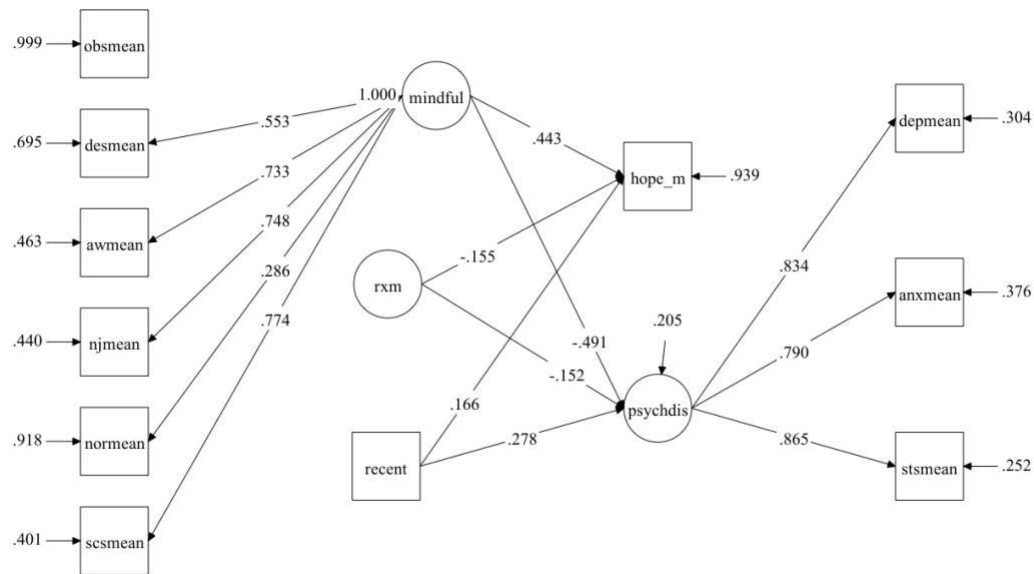 .999
obsmean
1.000
mindful
.553
.695
desmean
depmean
.304
.443
.733
hope_m
.939
.463
awmean
.748
-.155
.286
rxm
.834
.774
.205
anxmean
.376
.440
njmean
-.491
.790
-.152
.166
psychdis
.918
normean
.278
.865
recent
stsmean
.252
.401
scsmean